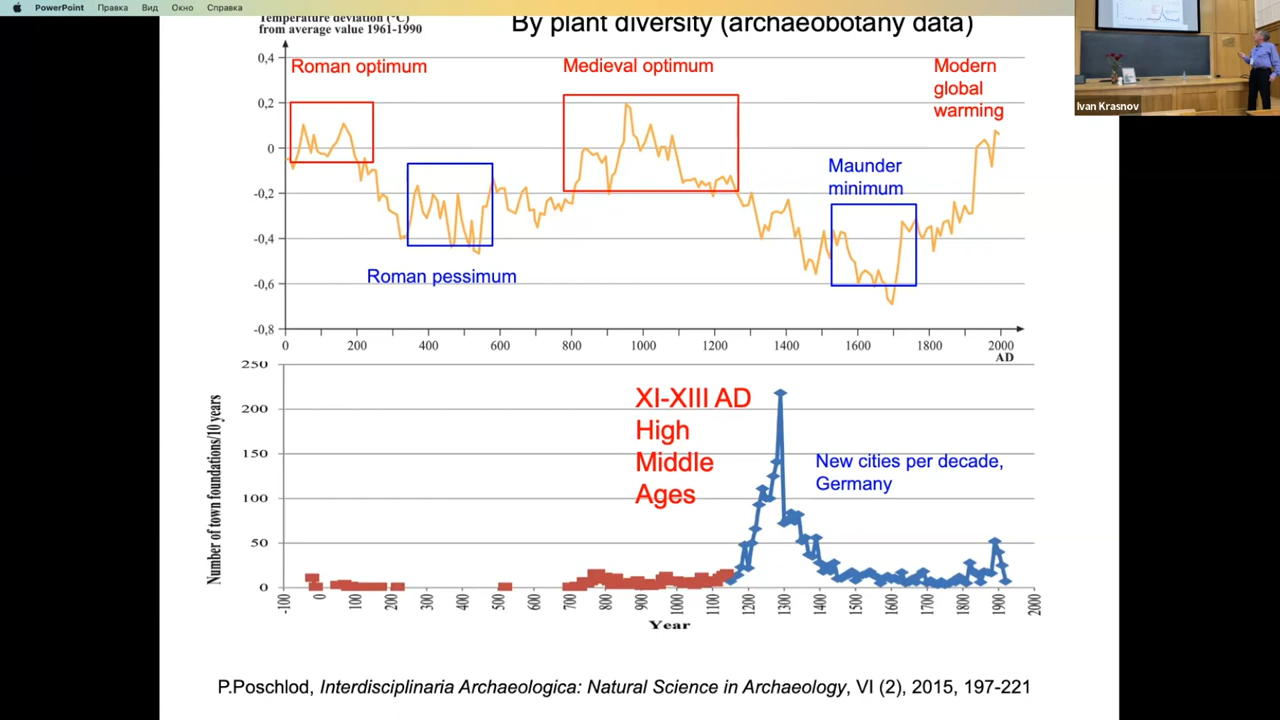 PowerPoint Правка Вид Окно Справка
Temperature deviation (°C)
from average value 1961-1990
By plant diversity (archaeobotany data)
Ivan Krasnov
0,4
0,2
0
-0,2
-0,4
-0,6
-0,8
Roman optimum
Medieval optimum
Modern
global
warming
Maunder
minimum
Roman pessimum
0 200 400 600 800 1000 1200 1400 1600 1800 2000
AD
Number of town foundations/10 years
250
200
150
100
50
0
XI-XIII AD
High
Middle
Ages
New cities per decade,
Germany
-100 0 100 200 300 400 500 600 700 800 900 1000 1100 1200 1300 1400 1500 1600 1700 1800 1900 2000
Year
P.Poschlod, Interdisciplinaria Archaeologica: Natural Science in Archaeology, VI (2), 2015, 197-221